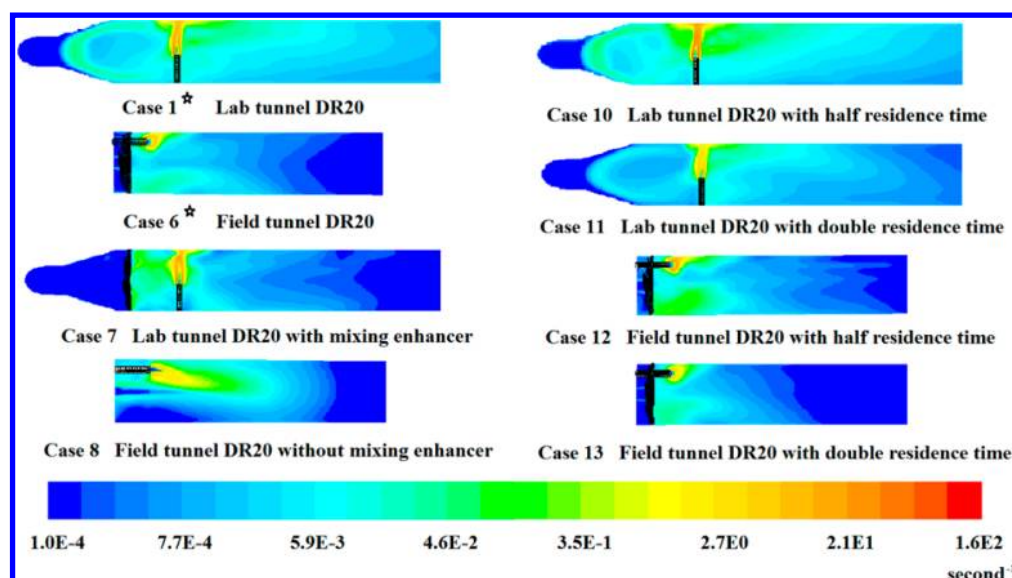 Case 1☆ Lab tunnel DR20
Case 10 Lab tunnel DR20 with half residence time
Case 6☆ Field tunnel DR20
Case 11 Lab tunnel DR20 with double residence time
Case 7 Lab tunnel DR20 with mixing enhancer
Case 12 Field tunnel DR20 with half residence time
Case 8 Field tunnel DR20 without mixing enhancer
Case 13 Field tunnel DR20 with double residence time
1.0E-4 7.7E-4 5.9E-3 4.6E-2 3.5E-1 2.7E0 2.1E1 1.6E2
second